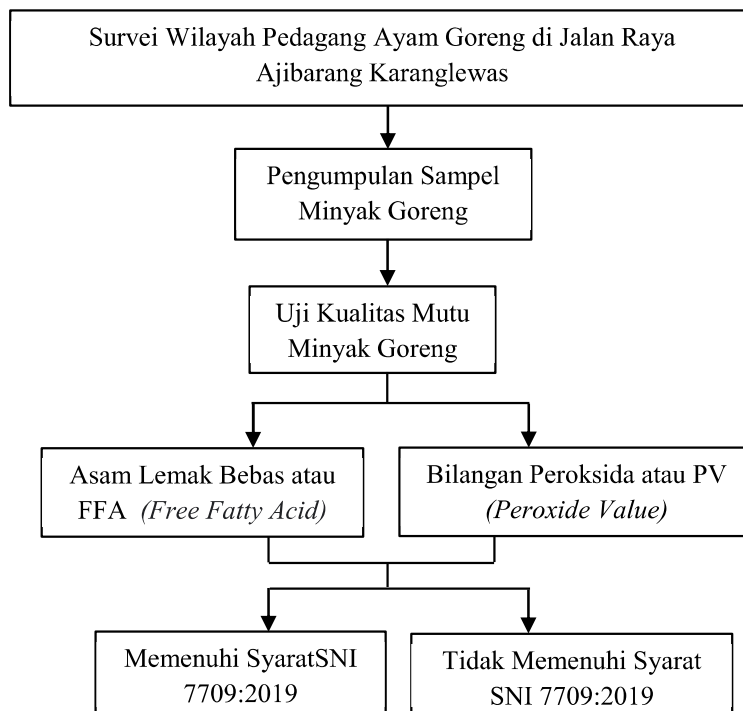 Survei Wilayah Pedagang Ayam Goreng di Jalan Raya
Ajibarang Karanglewas
Pengumpulan Sampel
Minyak Goreng
Uji Kualitas Mutu
Minyak Goreng
Asam Lemak Bebas atau
FFA (Free Fatty Acid)
Bilangan Peroksida atau PV
(Peroxide Value)
Memenuhi SyaratSNI
7709:2019
Tidak Memenuhi Syarat
SNI 7709:2019